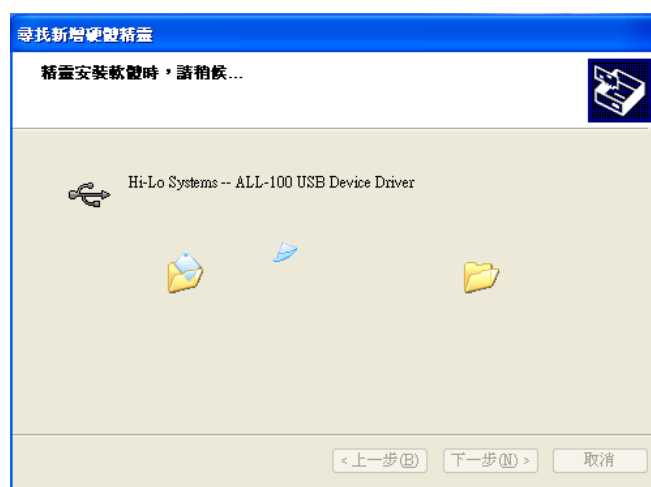 尋找新增硬體精靈
精靈安裝軟體時，請稍候...
Hi-Lo Systems -- ALL-100 USB Device Driver
<上一步(B)
下一步(N)>
取消